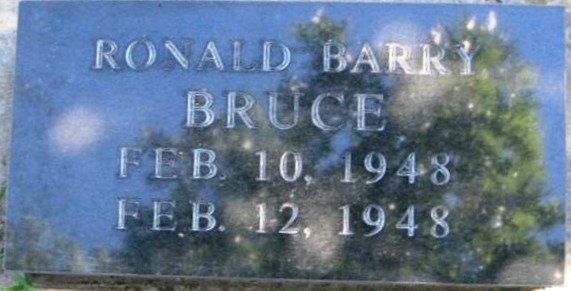 RONALD BARRY
BRUCE
FEB. 10, 1948
FEB. 12, 1948